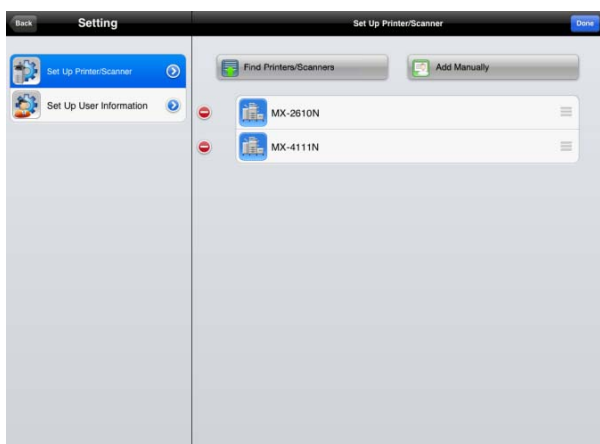 Back
Setting
Set Up Printer/Scanner
Done
Set Up Printer/Scanner
Set Up User Information
Find Printers/Scanners
Add Manually
MX-2610N
MX-4111N